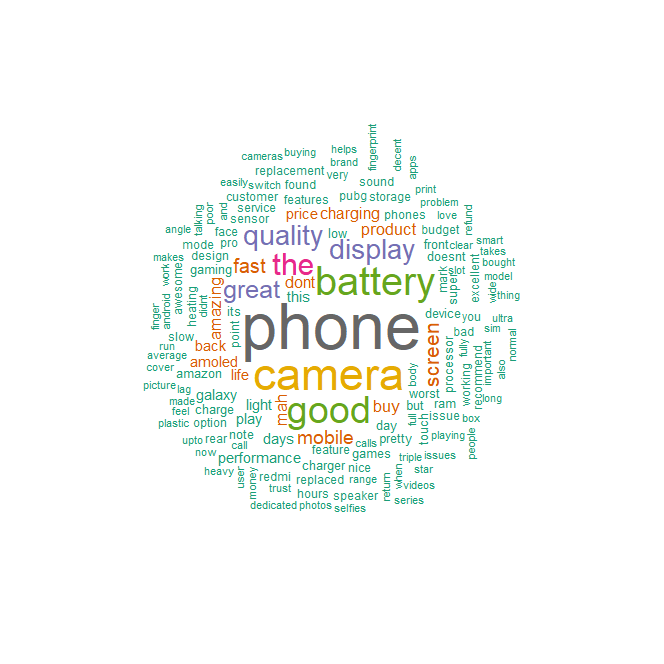 fingerprint
helps
cameras
buying
decent
brand
apps
replacement
very
easily
switch
found
sound
print
customer
features
pubg
storage
problem
talking
poor
and
service
price
charging
phones
love
refund
sensor
angle
face
quality
low
product
budget
mode
pro
display
front
clear
smart
makes
design
the
doesnt
takes
gaming
fast
battery
mark
super
slot
excellent
bought
work
awesome
great
dont
model
android
heating
amazing
this
wide
thing
finger
didnt
its
phone
device
you
ultra
point
sim
slow
bad
normal
run
back
screen
processor
fully
important
average
amoled
camera
body
working
recommend
also
cover
amazon
life
picture
lag
galaxy
worst
long
made
charge
light
mah
good
buy
full
but
ram
feel
touch
issue
box
plastic
option
play
day
upto
rear
note
days
mobile
calls
pretty
playing
people
now
call
feature
games
triple
issues
performance
heavy
user
money
redmi
charger
nice
when
star
replaced
range
return
videos
trust
hours
speaker
series
dedicated
photos
selfies